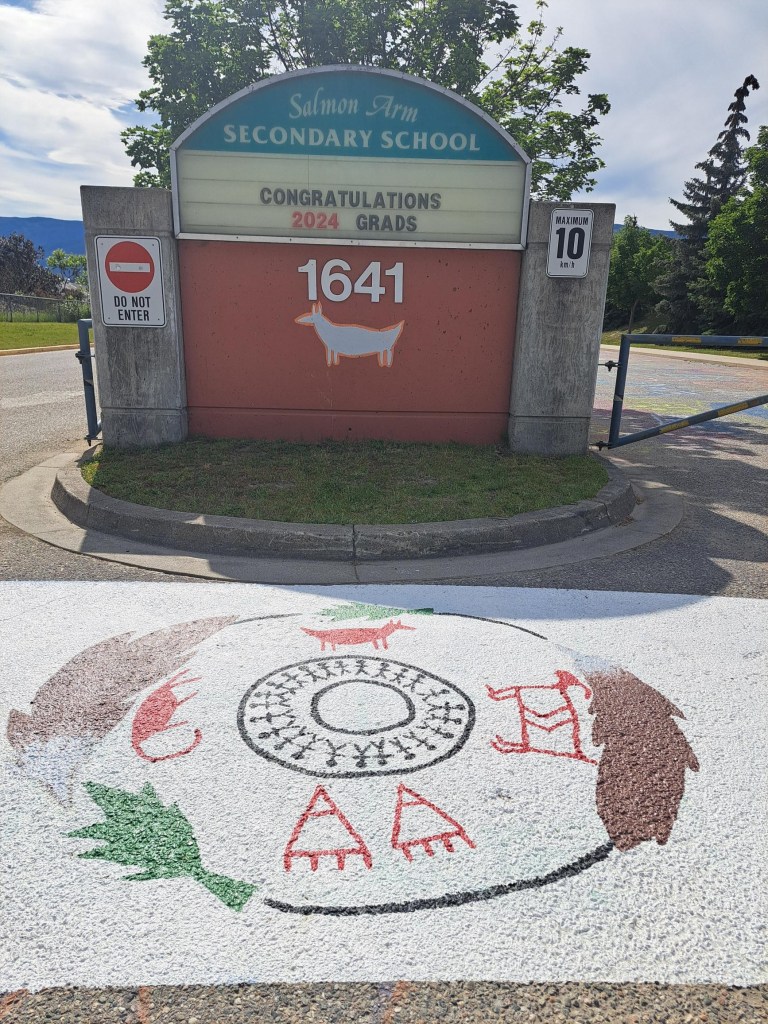 Salmon Arm
SECONDARY SCHOOL
CONGRATULATIONS
2024 GRADS
1641
DO NOT
ENTER
MAXIMUM
10
km/h